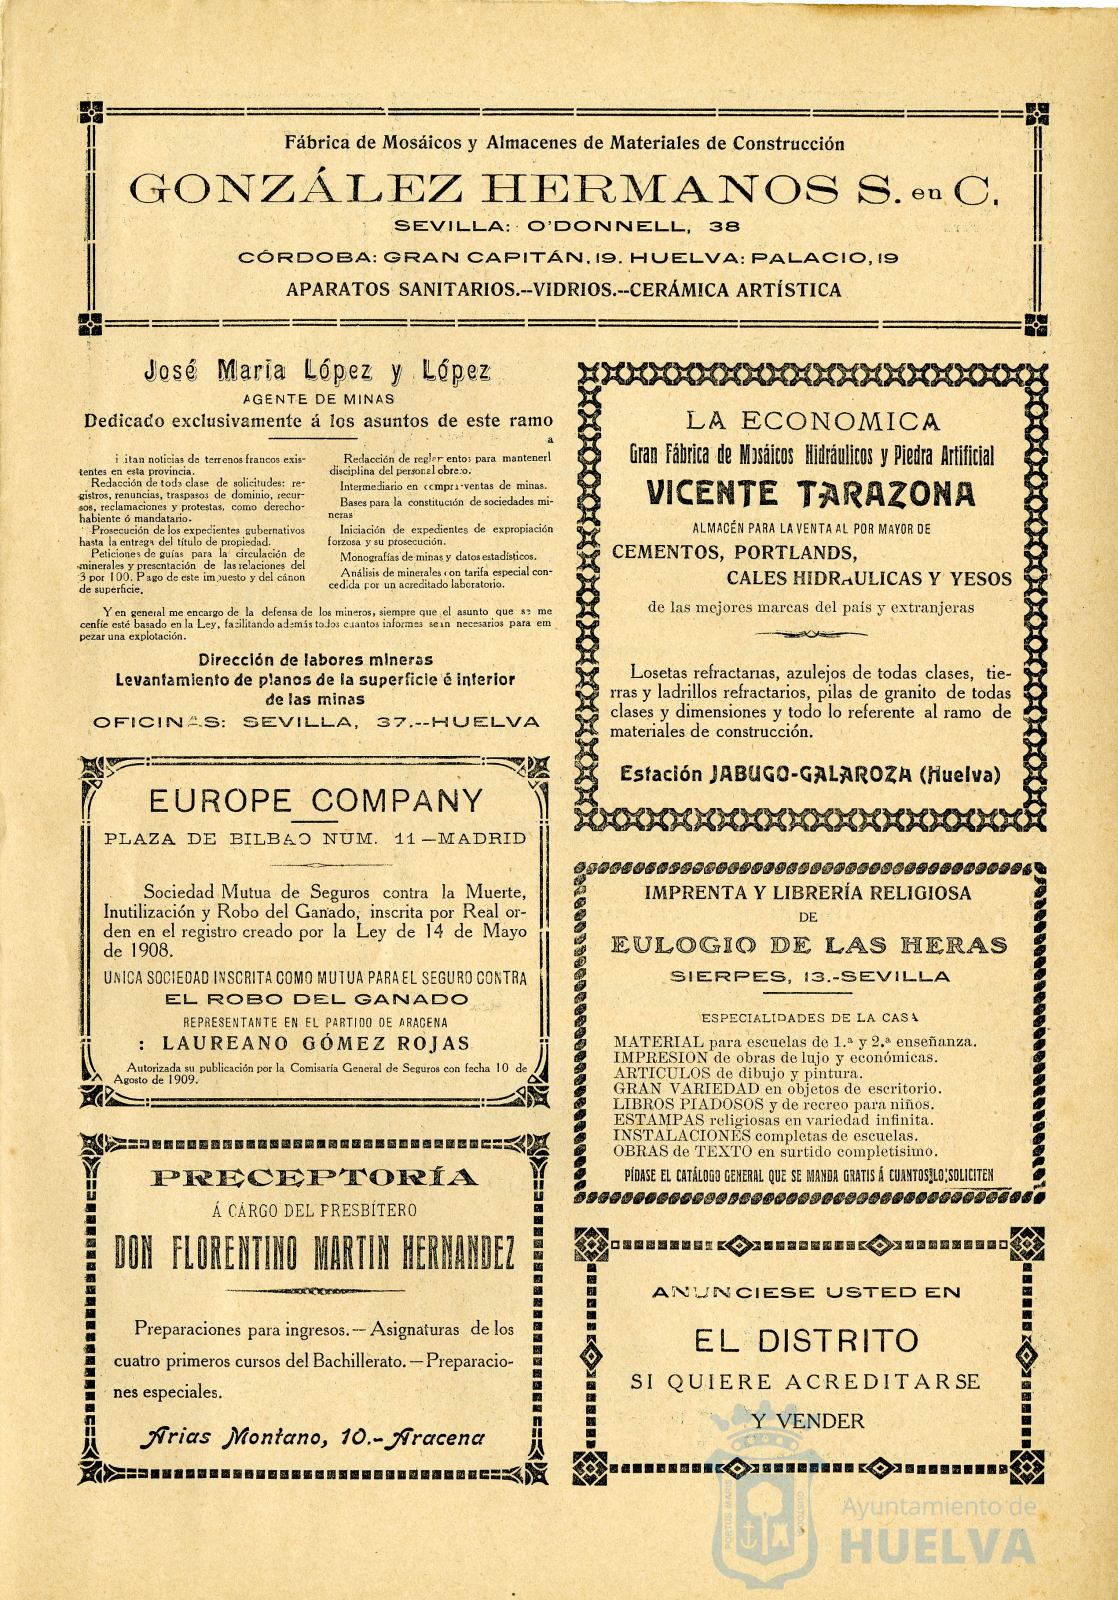 Fábrica de Mosáicos y Almacenes de Materiales de Construcción
GONZÁLEZ HERMANOS S. en C.
SEVILLA: O'DONNELL, 38
CÓRDOBA: GRAN CAPITÁN, 19. HUELVA: PALACIO, 19
APARATOS SANITARIOS.--VIDRIOS.--CERÁMICA ARTÍSTICA
José María López y López
AGENTE DE MINAS
Dedicado exclusivamente á los asuntos de este ramo
itan noticias de terrenos francos exis-
tentes en esta provincia.
Redacción de toda clase de solicitudes: re-
gistros, renuncias, traspasos de dominio, recur-
sos, reclamaciones y protestas, como derecho-
habiente ó mandatario.
Prosecución de los expedientes gubernativos
hasta la entrega del título de propiedad.
Peticiones de guías para la circulación de
minerales y presentación de las relaciones del
3 por 100. Pago de este impuesto y del cánon
de superficie.
a
Redacción de reglamentos para mantenerl
disciplina del personal obrero.
Intermediario en compra-ventas de minas.
Bases para la constitución de sociedades mi-
neras
Iniciación de expedientes de expropiación
forzosa y su prosecución.
Monografías de minas y datos estadísticos.
Análisis de minerales con tarifa especial con-
cedida por un acreditado laboratorio.
Y en general me encargo de la defensa de los mineros, siempre que el asunto que se me
cenfíe esté basado en la Ley, facilitando además todos cuantos informes sean necesarios para em
pezar una explotación.
Dirección de labores mineras
Levantamiento de planos de la superficie é interior
de las minas
OFICINAS: SEVILLA, 37.--HUELVA
EUROPE COMPANY
PLAZA DE BILBAO NUM. 11—MADRID
Sociedad Mutua de Seguros contra la Muerte,
Inutilización y Robo del Ganado, inscrita por Real or-
den en el registro creado por la Ley de 14 de Mayo
de 1908.
UNICA SOCIEDAD INSCRITA COMO MUTUA PARA EL SEGURO CONTRA
EL ROBO DEL GANADO
REPRESENTANTE EN EL PARTIDO DE ARACENA
: LAUREANO GÓMEZ ROJAS
Autorizada su publicación por la Comisaría General de Seguros con fecha 10 de
Agosto de 1909.
PRECEPTORÍA
Á CARGO DEL PRESBÍTERO
DON FLORENTINO MARTIN HERNANDEZ
Preparaciones para ingresos.—Asignaturas de los
cuatro primeros cursos del Bachillerato.—Preparacio-
nes especiales.
Arias Montano, 10.-Aracena
LA ECONOMICA
Gran Fábrica de Mosáicos Hidráulicos y Piedra Artificial
VICENTE TARAZONA
ALMACÉN PARA LA VENTA AL POR MAYOR DE
CEMENTOS, PORTLANDS,
CALES HIDRAULICAS Y YESOS
de las mejores marcas del país y extranjeras
Losetas refractarias, azulejos de todas clases, tie-
rras y ladrillos refractarios, pilas de granito de todas
clases y dimensiones y todo lo referente al ramo de
materiales de construcción.
Estación JABUGO-GALAROZA (Huelva)
IMPRENTA Y LIBRERÍA RELIGIOSA
DE
EULOGIO DE LAS HERAS
SIERPES, 13.-SEVILLA
ESPECIALIDADES DE LA CASA
MATERIAL para escuelas de 1.ª y 2.ª enseñanza.
IMPRESION de obras de lujo y económicas.
ARTICULOS de dibujo y pintura.
GRAN VARIEDAD en objetos de escritorio.
LIBROS PIADOSOS y de recreo para niños.
ESTAMPAS religiosas en variedad infinita.
INSTALACIONES completas de escuelas.
OBRAS de TEXTO en surtido completísimo.
PÍDASE EL CATÁLOGO GENERAL QUE SE MANDA GRATIS Á CUANTOS LO SOLICITEN
ANUNCIESE USTED EN
EL DISTRITO
SI QUIERE ACREDITARSE
Y VENDER
PORTUS MARIS
CUSTODIA
Ayuntamiento de
HUELVA